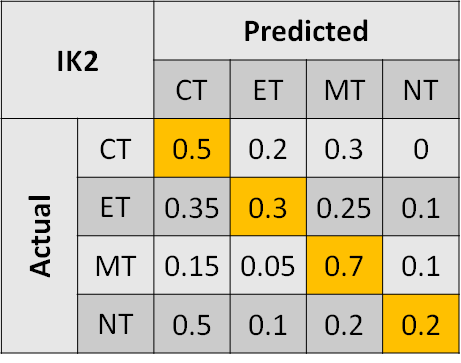 IK2 Predicted
CT ET MT NT
Actual
CT 0.5 0.2 0.3 0
ET 0.35 0.3 0.25 0.1
MT 0.15 0.05 0.7 0.1
NT 0.5 0.1 0.2 0.2